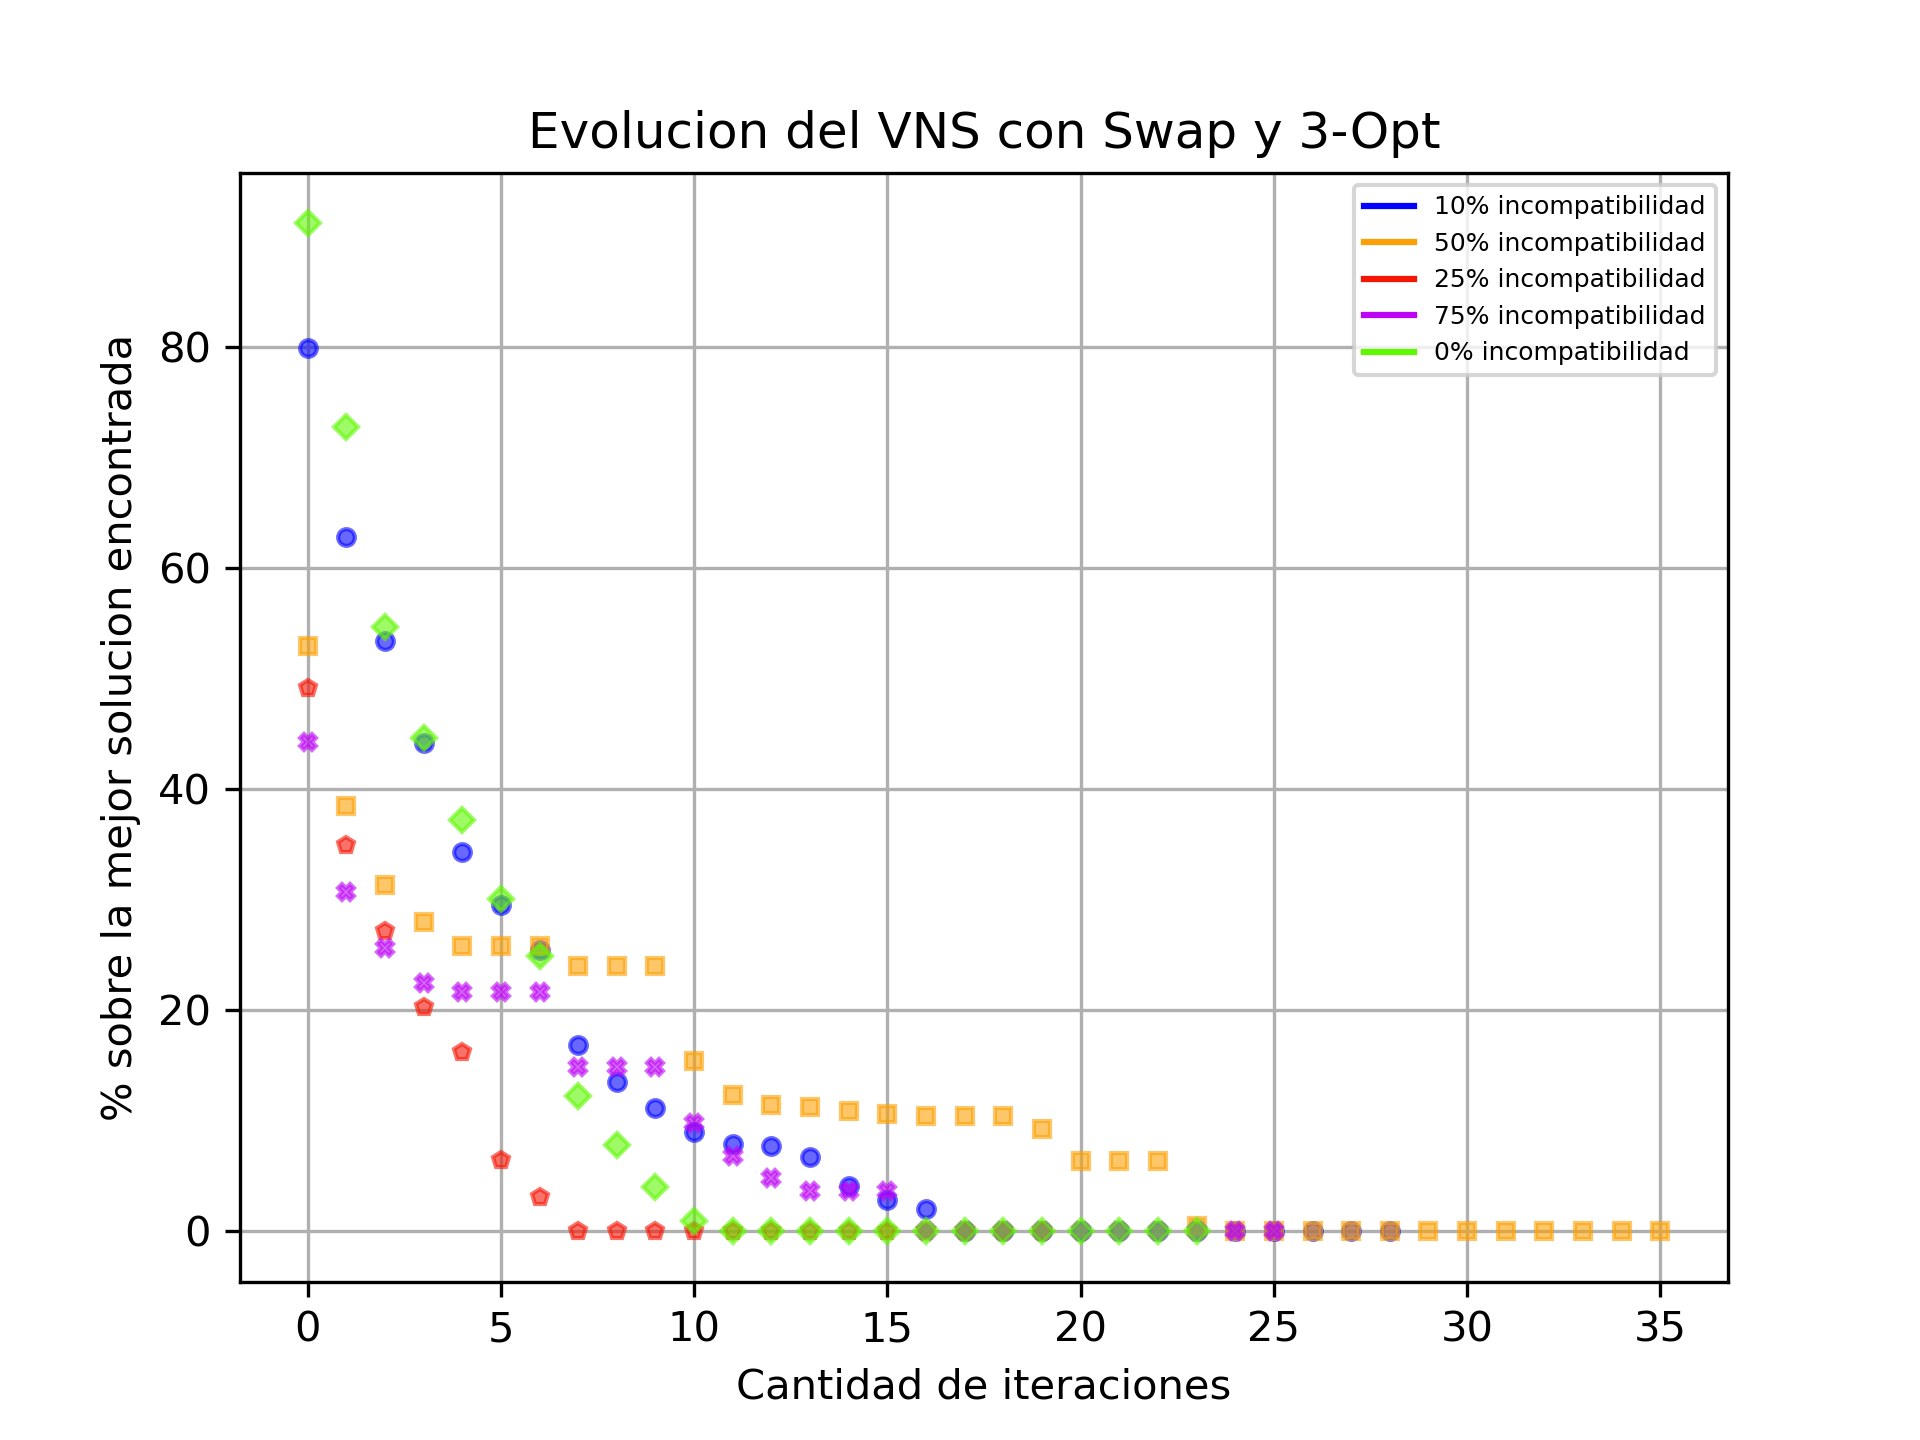 Evolucion del VNS con Swap y 3-Opt
10% incompatibilidad
50% incompatibilidad
25% incompatibilidad
75% incompatibilidad
0% incompatibilidad
% sobre la mejor solucion encontrada
80
60
40
20
0
0 5 10 15 20 25 30 35
Cantidad de iteraciones